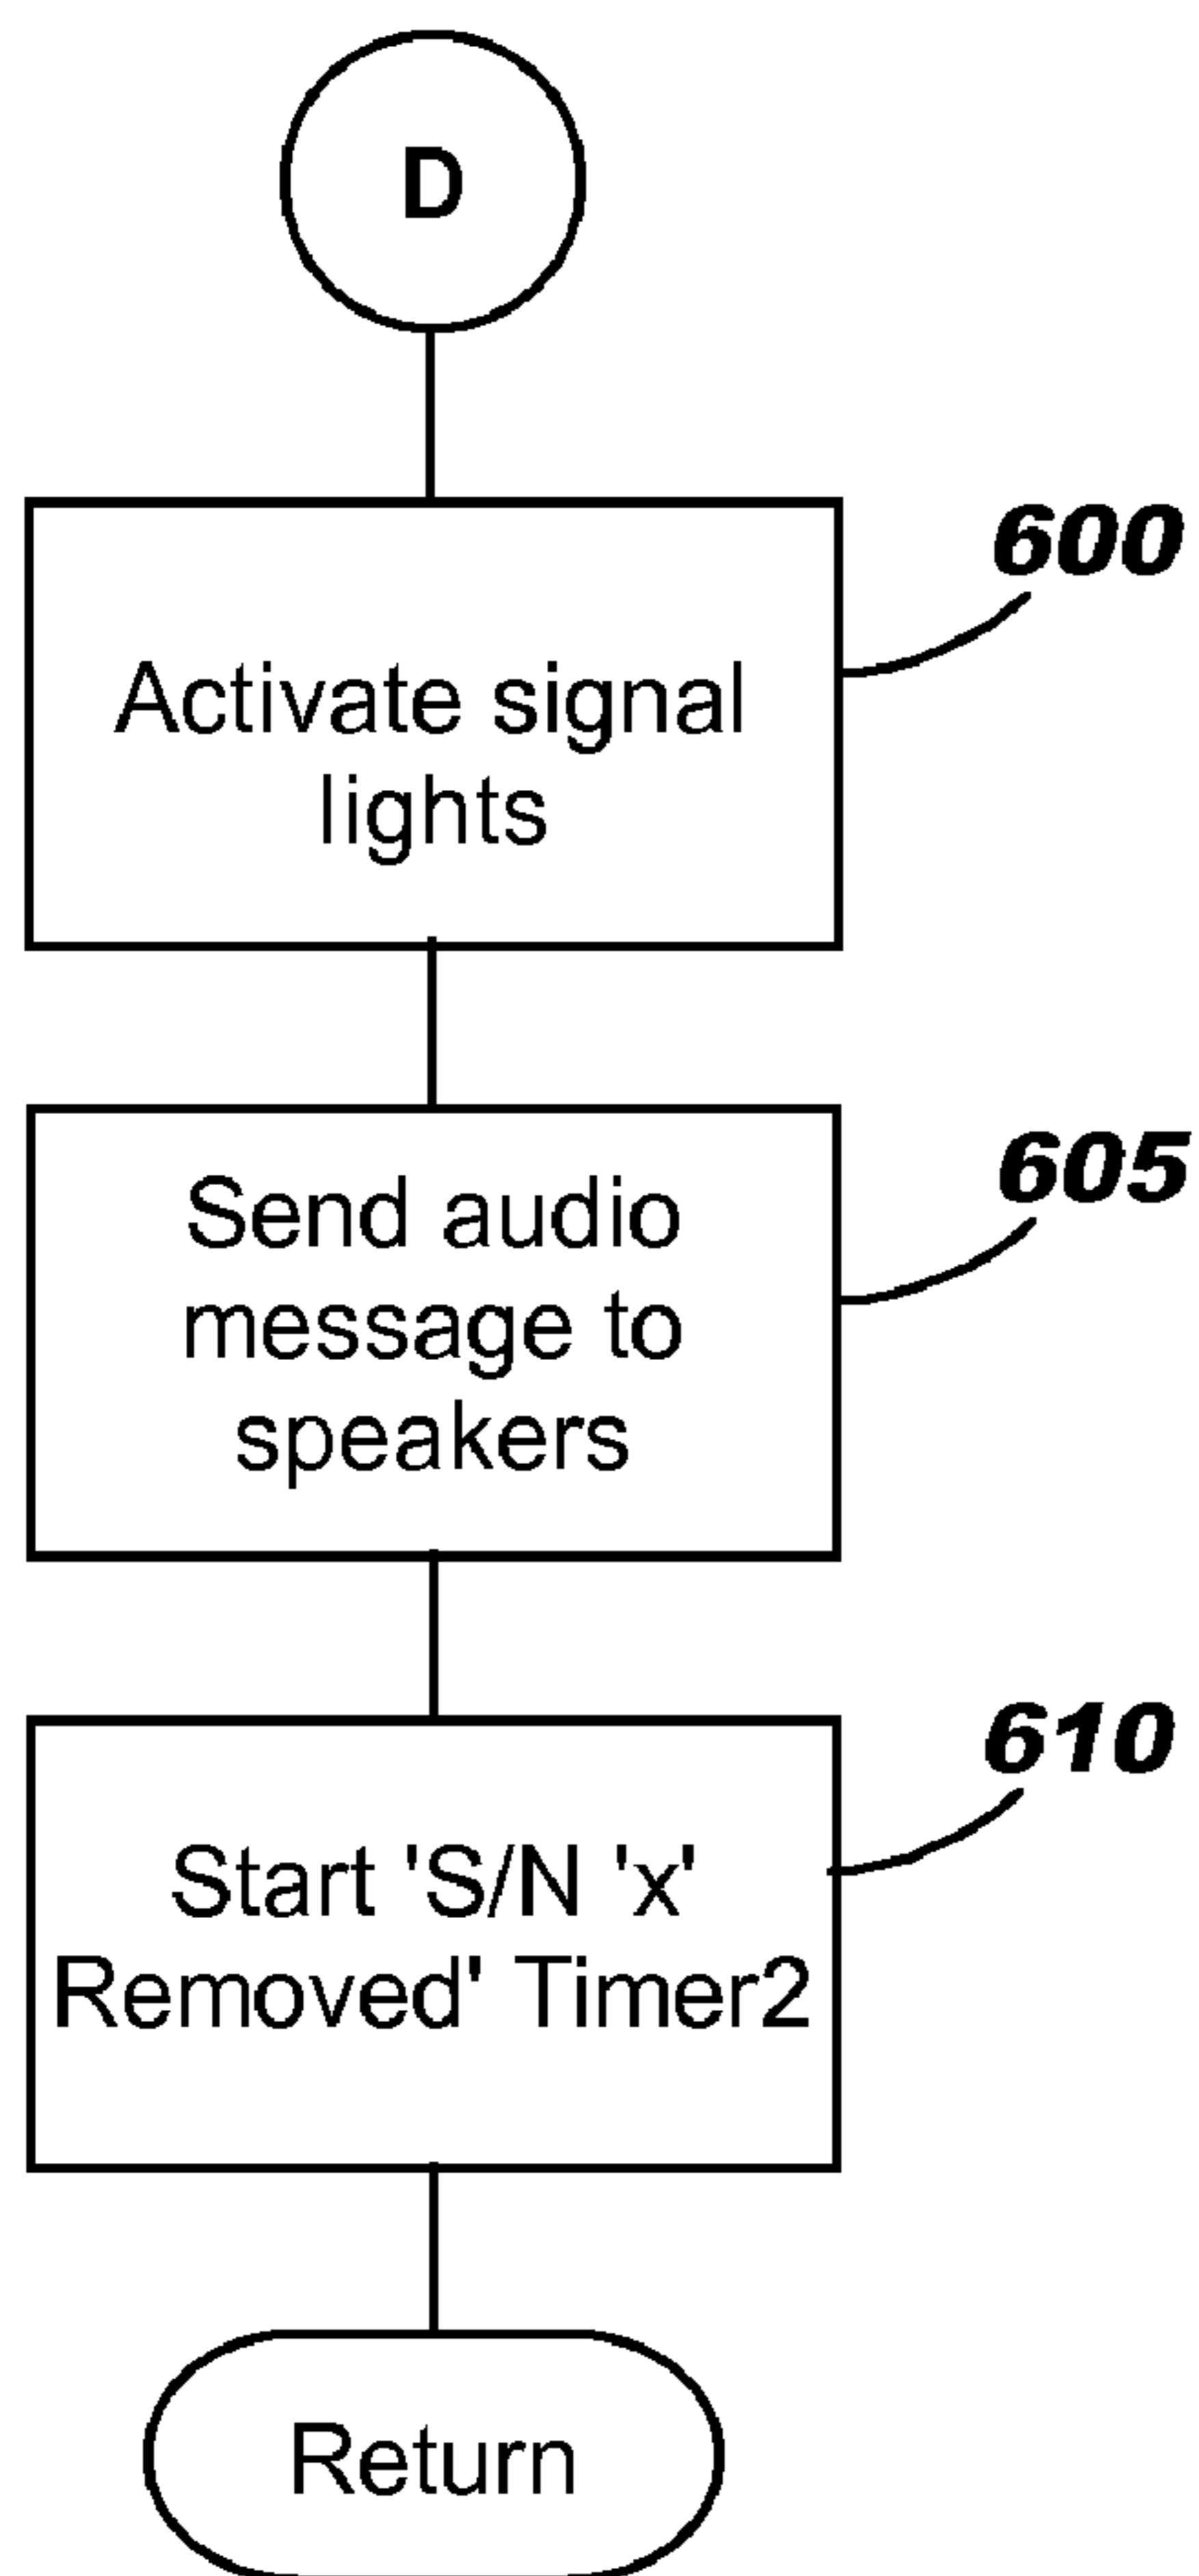 D
600
Activate signal
lights
605
Send audio
message to
speakers
610
Start 'S/N 'x'
Removed' Timer2
Return